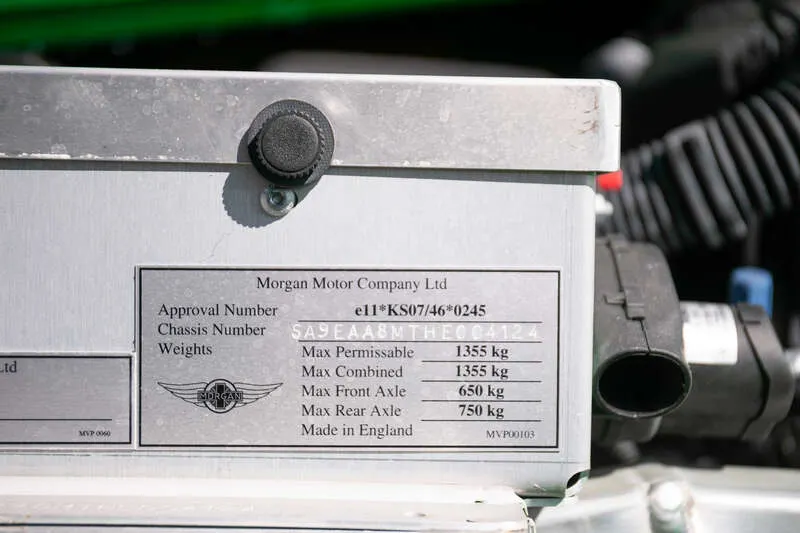 Morgan Motor Company Ltd
Approval Number e11*KS07/46*0245
Chassis Number SA9EAA8MTHE004124
Weights Max Permissable 1355 kg
Max Combined 1355 kg
MORGAN Max Front Axle 650 kg
Max Rear Axle 750 kg
Made in England MVP00103
Ltd
MVP 0060